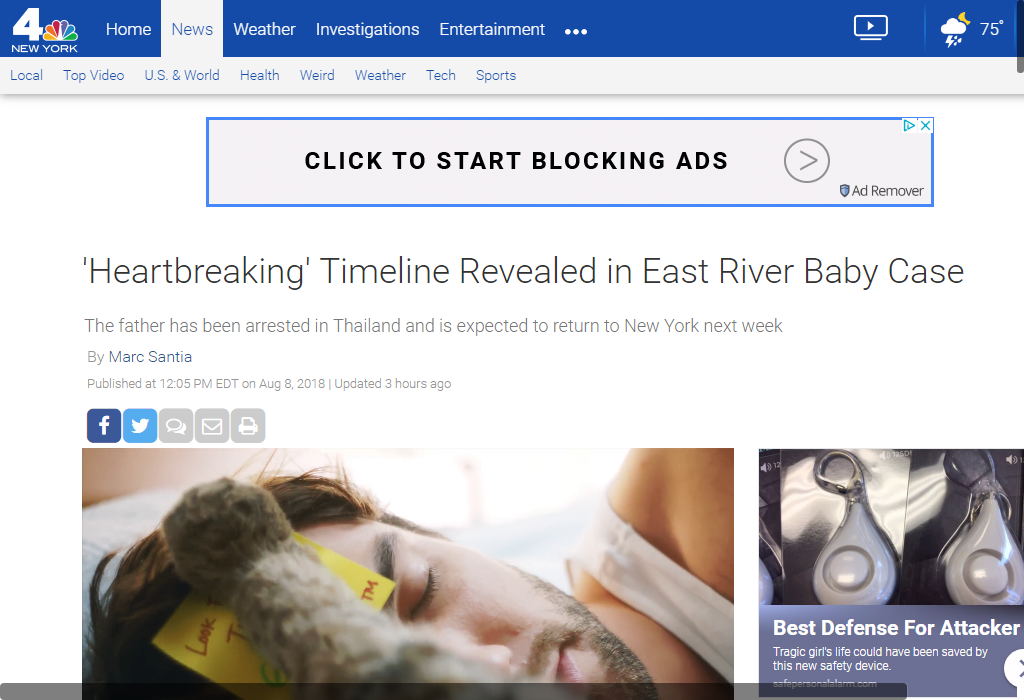 4
NEW YORK
Home News Weather Investigations Entertainment
75°
Local Top Video U.S. & World Health Weird Weather Tech Sports
CLICK TO START BLOCKING ADS
Ad Remover
'Heartbreaking' Timeline Revealed in East River Baby Case
The father has been arrested in Thailand and is expected to return to New York next week
By Marc Santia
Published at 12:05 PM EDT on Aug 8, 2018 | Updated 3 hours ago
LOOK
TM
Best Defense For Attacker
Tragic girl's life could have been saved by
this new safety device.
safepersonalalarm.com